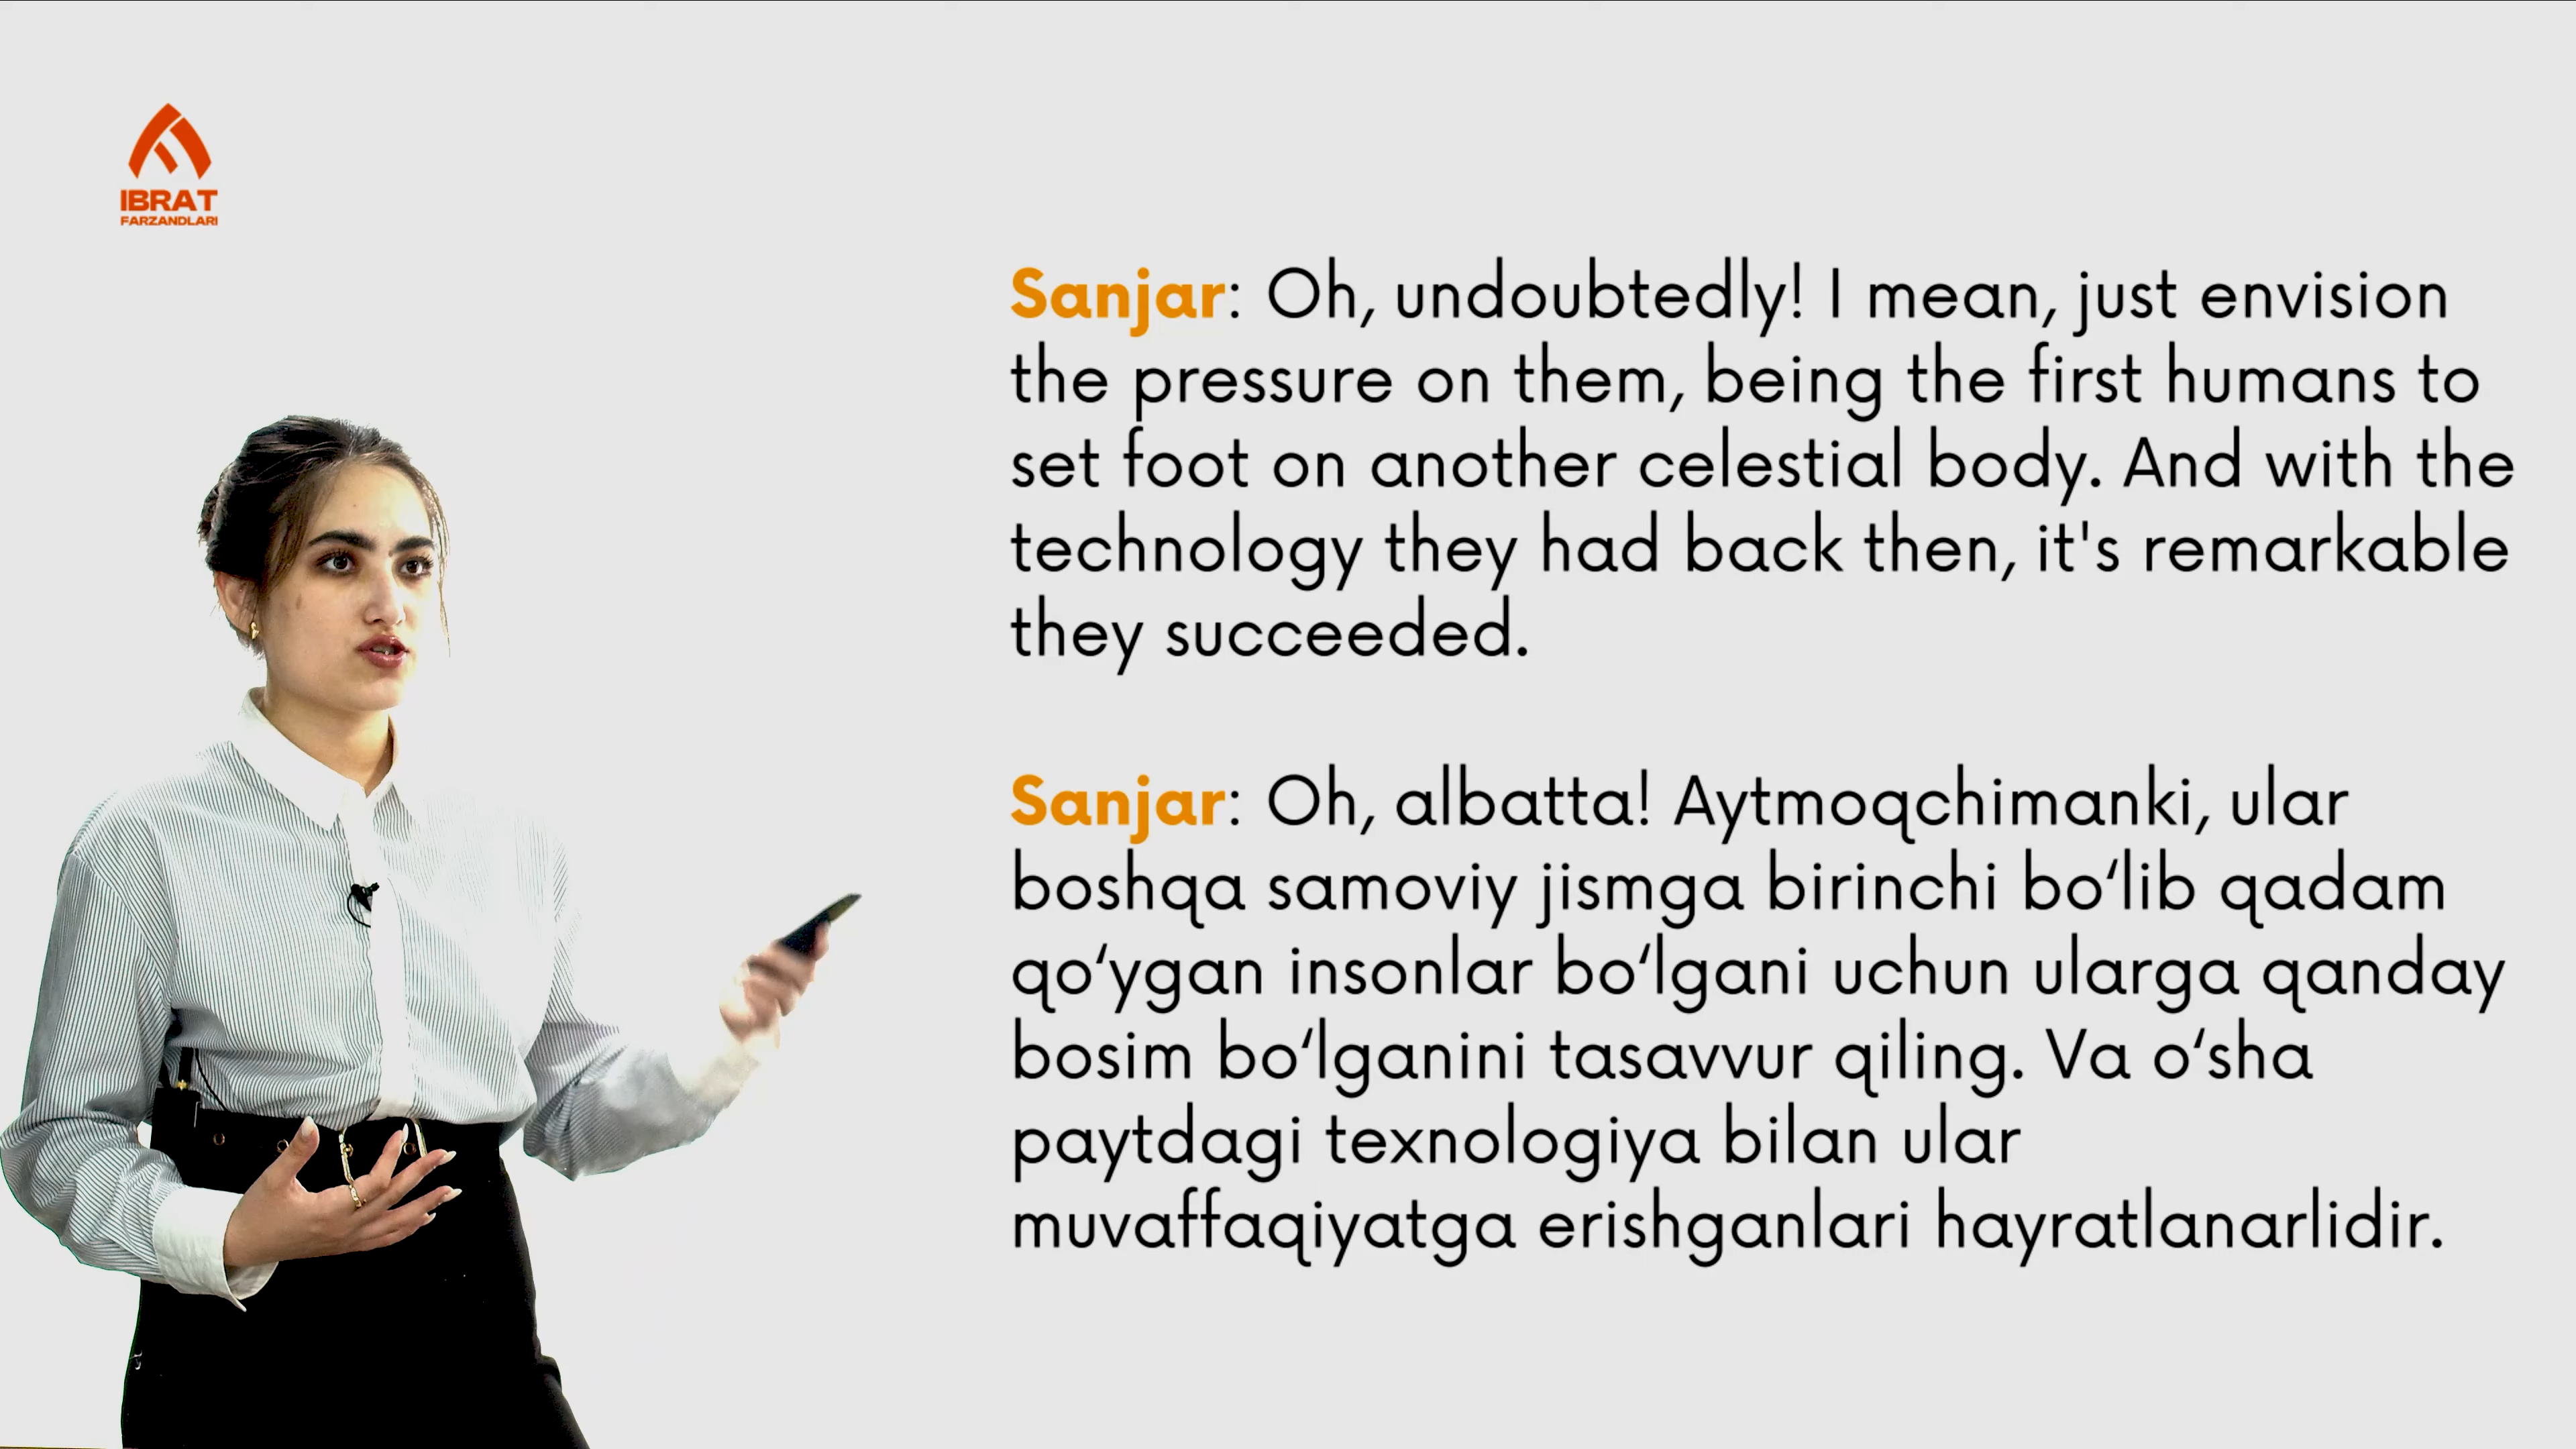 IBRAT
FARZANDLARI
Sanjar: Oh, undoubtedly! I mean, just envision
the pressure on them, being the first humans to
set foot on another celestial body. And with the
technology they had back then, it's remarkable
they succeeded.
Sanjar: Oh, albatta! Aytmoqchimanki, ular
boshqa samoviy jismga birinchi bo‘lib qadam
qo‘ygan insonlar bo‘lgani uchun ularga qanday
bosim bo‘lganini tasavvur qiling. Va o‘sha
paytdagi texnologiya bilan ular
muvaffaqiyatga erishganlari hayratlanarlidir.